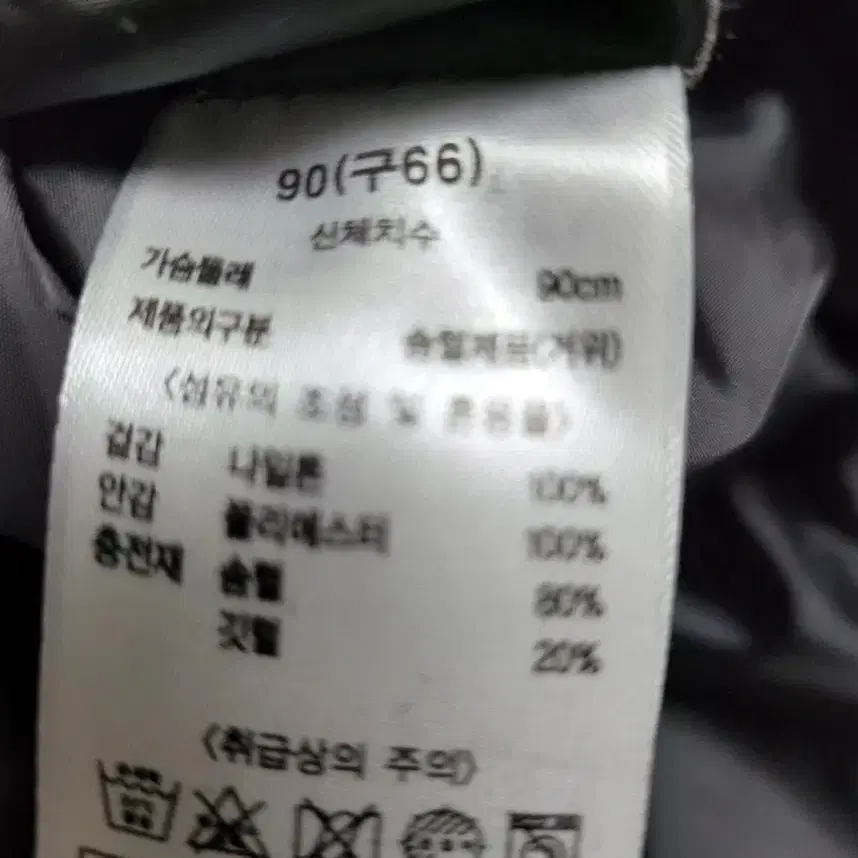 90(구66)
신체치수
가슴둘레 90cm
제품의구분 솜털제품(거위)
<섬유의 조성 및 혼용율>
겉감 나일론 100%
안감 폴리에스터 100%
충전재 솜털 80%
깃털 20%
<취급상의 주의>